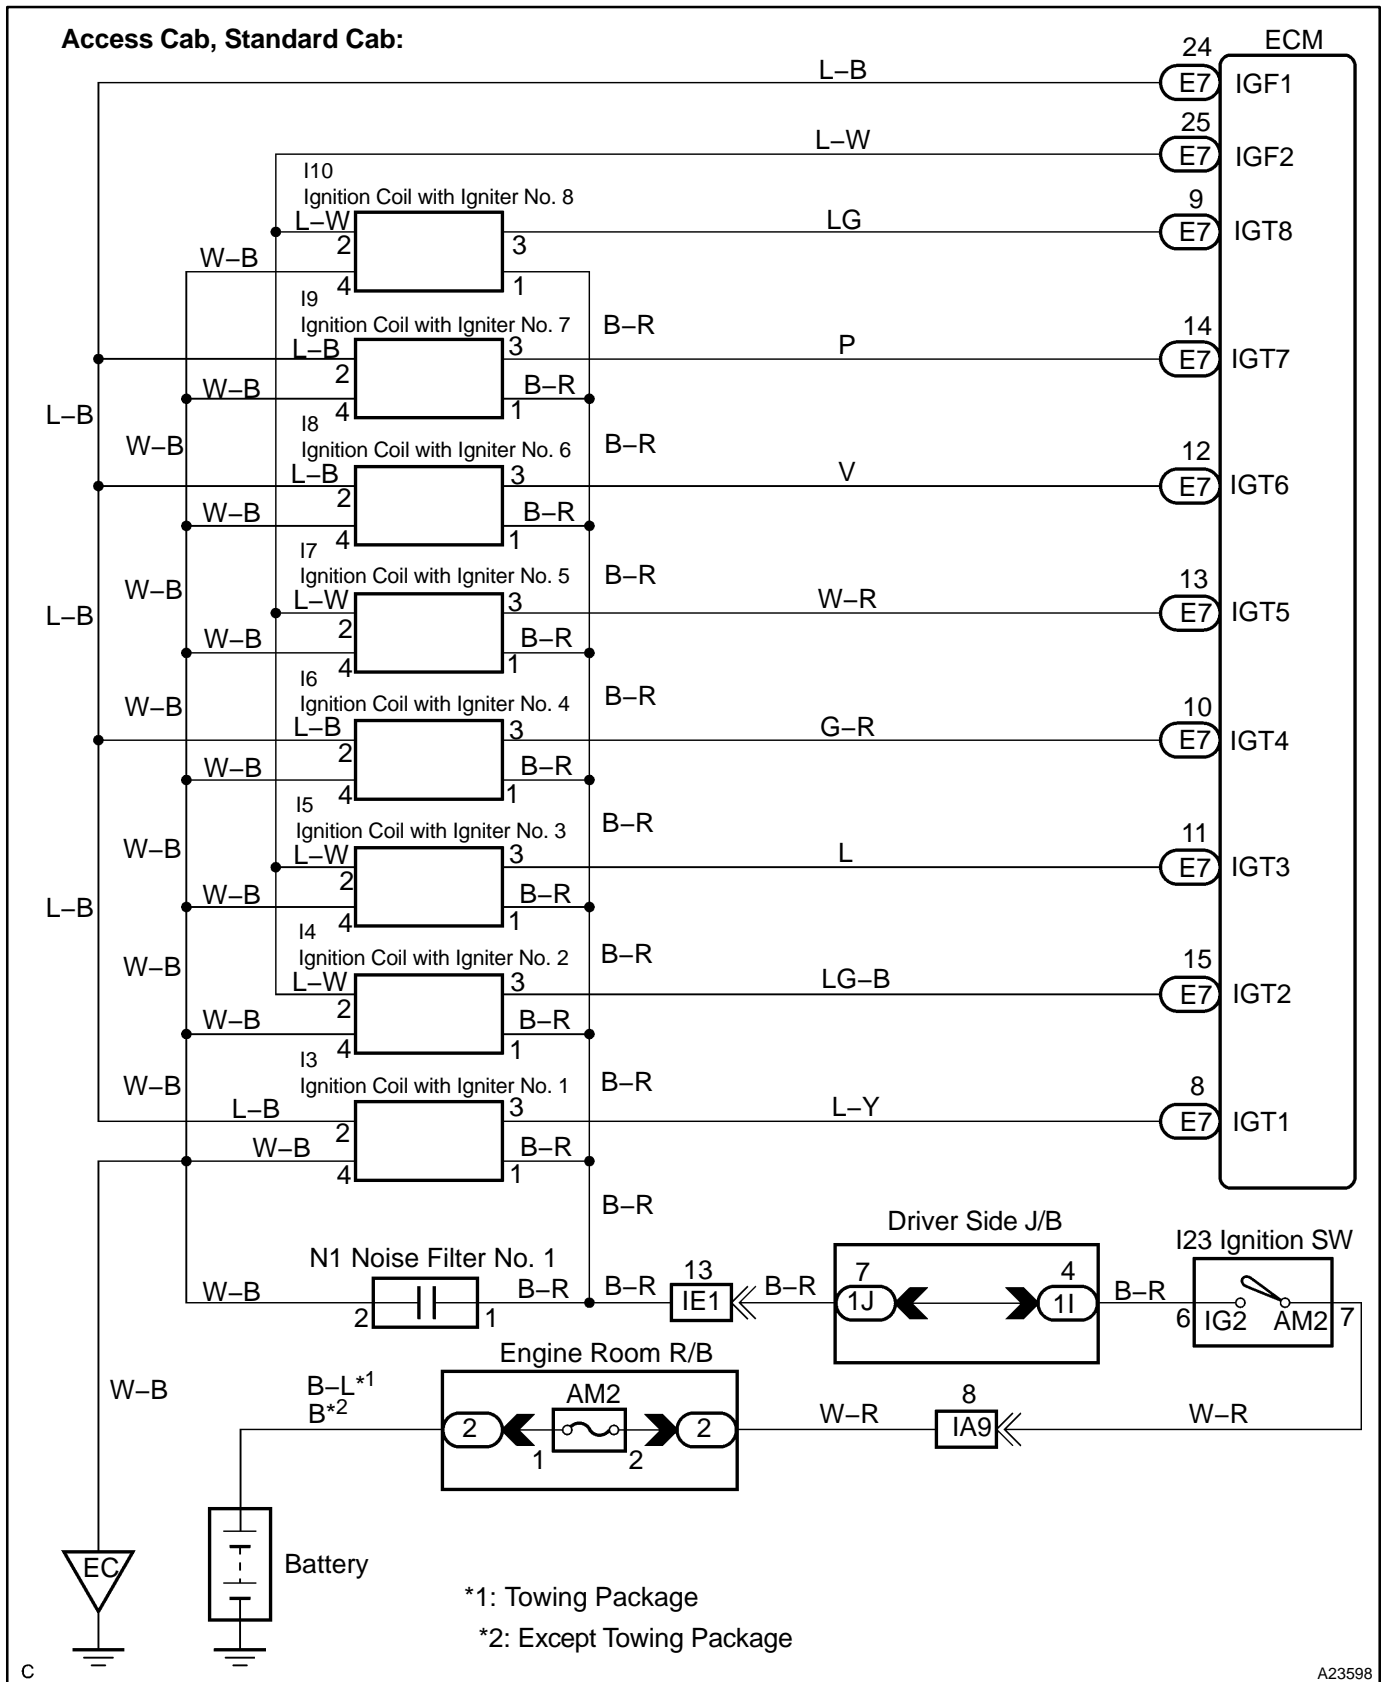 Access Cab, Standard Cab:
ECM
24
L–B
E7
IGF1
25
L–W
E7
IGF2
I10
Ignition Coil with Igniter No. 8
9
L–W
2
3
LG
E7
IGT8
W–B
4
1
I9
Ignition Coil with Igniter No. 7
B–R
14
L–B
2
3
P
E7
IGT7
W–B
4
B–R
1
L–B
W–B
I8
Ignition Coil with Igniter No. 6
B–R
12
L–B
2
3
V
E7
IGT6
W–B
4
B–R
1
I7
Ignition Coil with Igniter No. 5
B–R
13
W–B
L–B
L–W
2
3
W–R
E7
IGT5
W–B
4
B–R
1
I6
Ignition Coil with Igniter No. 4
B–R
10
W–B
L–B
2
3
G–R
E7
IGT4
W–B
4
B–R
1
I5
Ignition Coil with Igniter No. 3
B–R
11
W–B
L–W
2
3
L
E7
IGT3
W–B
4
B–R
1
L–B
I4
Ignition Coil with Igniter No. 2
B–R
15
W–B
L–W
2
3
LG–B
E7
IGT2
W–B
4
B–R
1
I3
Ignition Coil with Igniter No. 1
B–R
8
W–B
L–B
2
3
L–Y
E7
IGT1
W–B
4
B–R
1
B–R
Driver Side J/B
I23 Ignition SW
N1 Noise Filter No. 1
W–B
2
1
B–R
B–R
13
IE1
B–R
7
1J
4
1I
B–R
6
IG2
AM2
7
Engine Room R/B
W–B
B–L*1
B*2
2
AM2
1
2
2
W–R
8
IA9
W–R
EC
Battery
*1: Towing Package
*2: Except Towing Package
C
A23598